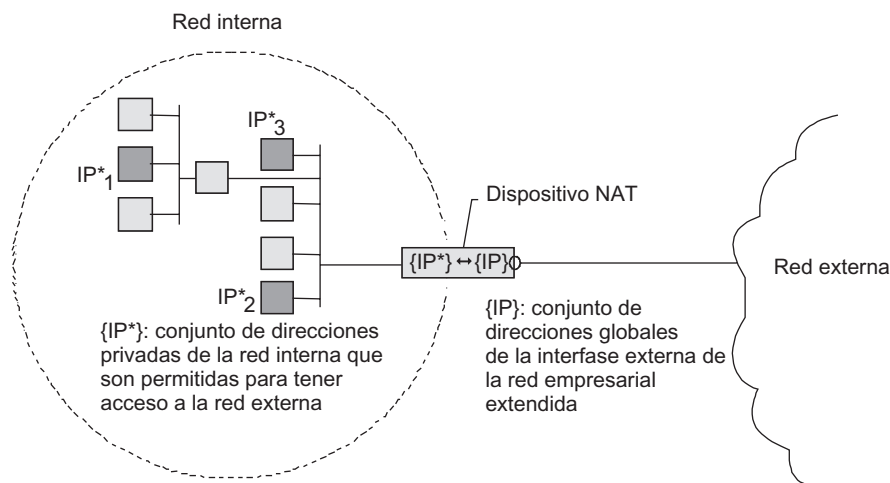 Red interna
IP*3
IP*1
Dispositivo NAT
{IP*} ↔ {IP}
Red externa
IP*2
{IP*}: conjunto de direcciones
privadas de la red interna que
son permitidas para tener
acceso a la red externa
{IP}: conjunto de
direcciones globales
de la interfase externa de
la red empresarial
extendida